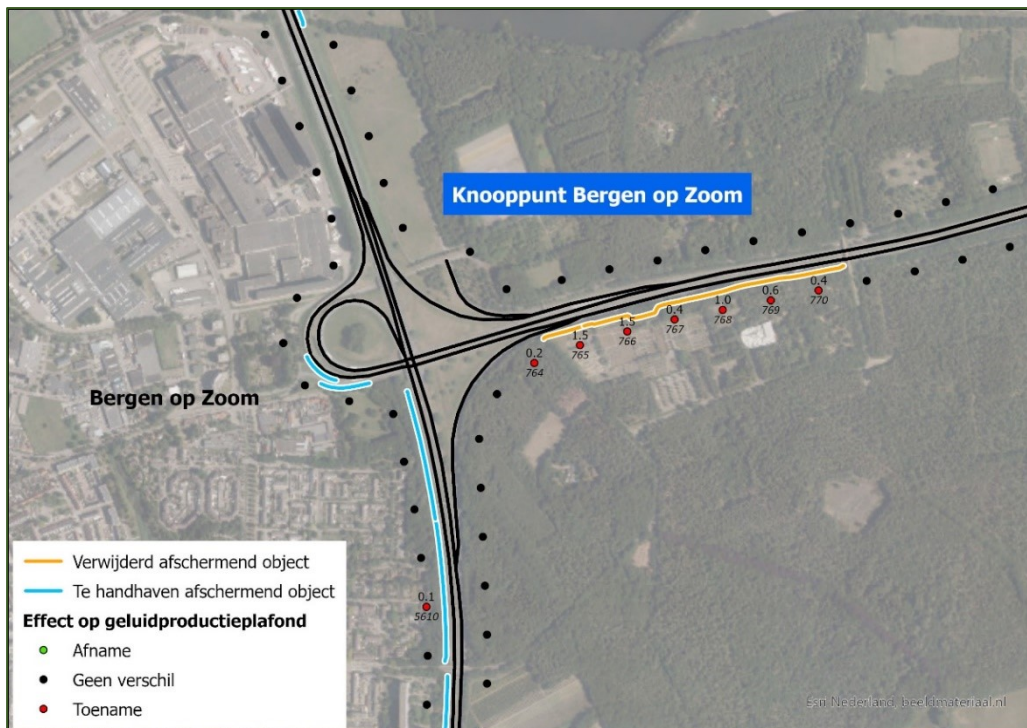 Knooppunt Bergen op Zoom
0.4
770
0.6
769
1.0
768
0.4
767
1.5
766
1.5
765
0.2
764
Bergen op Zoom
0.1
5610
Verwijderd afschermend object
Te handhaven afschermend object
Effect op geluidproductieplafond
Afname
Geen verschil
Toename
Esri Nederland, beeldmateriaal.nl